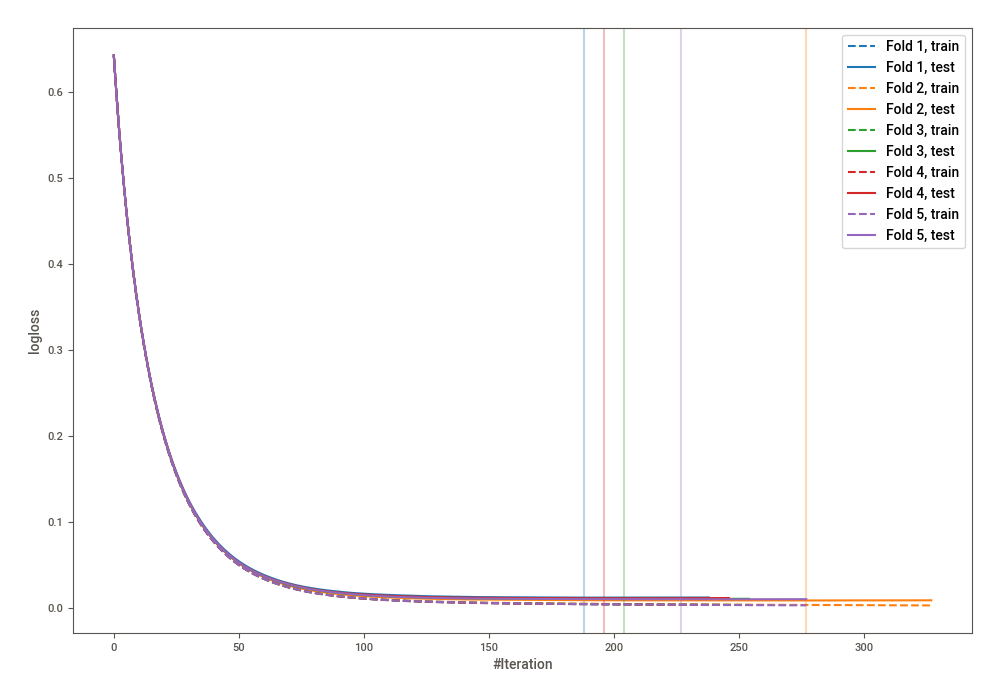 Fold 1, train
Fold 1, test
Fold 2, train
Fold 2, test
Fold 3, train
Fold 3, test
Fold 4, train
Fold 4, test
Fold 5, train
Fold 5, test
logloss
0.6
0.5
0.4
0.3
0.2
0.1
0.0
0 50 100 150 200 250 300
#Iteration